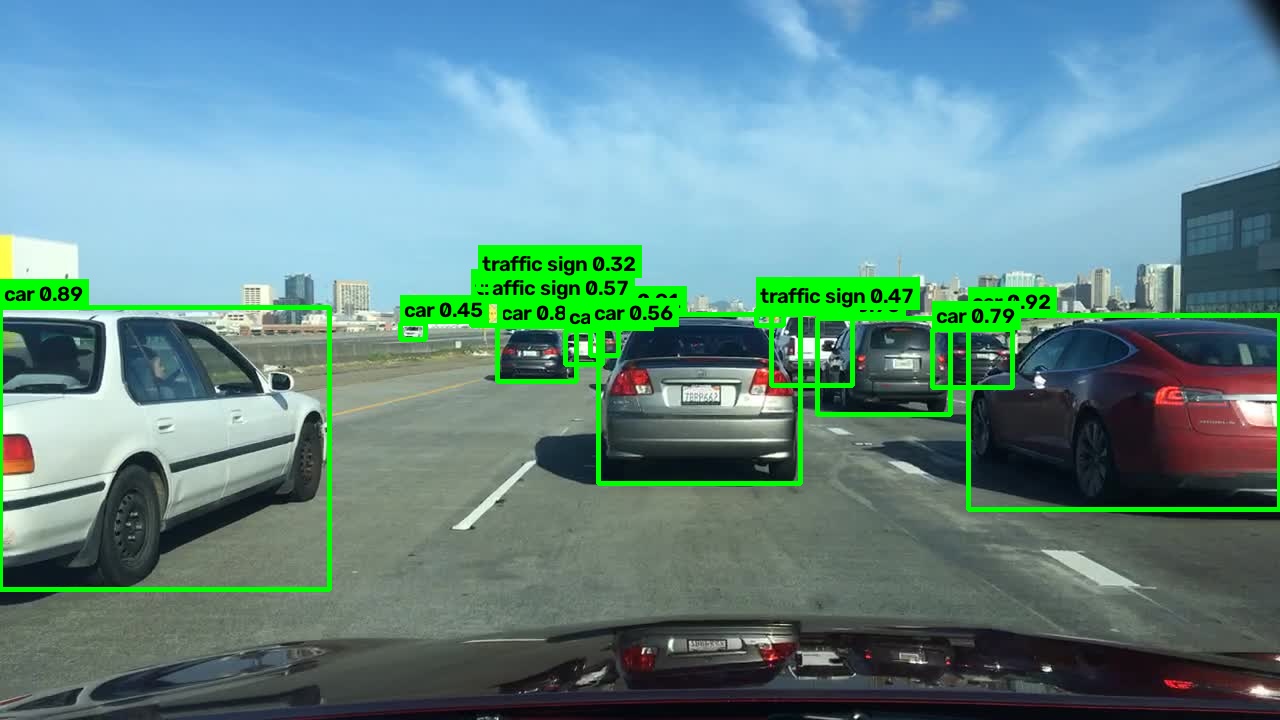 traffic sign 0.32
affic sign 0.57
car 0.89
traffic sign 0.47
car 0.92
car 0.45
car 0.8
ca
car 0.56
car 0.79